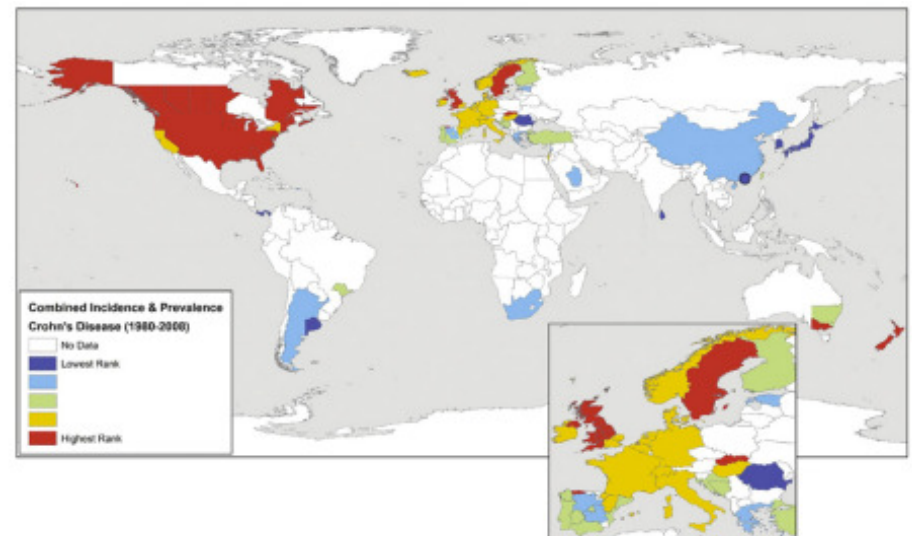 Combined Incidence & Prevalence
Crohn's Disease (1980-2008)
No Data
Lowest Rank
Highest Rank